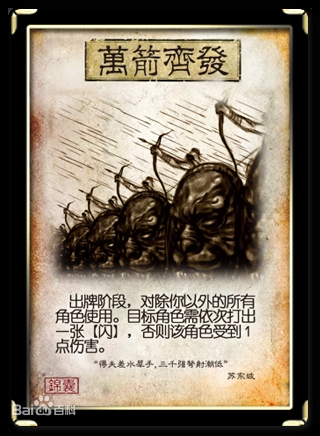 萬箭齊發
出牌阶段，对除你以外的所有
角色使用。目标角色需依次打出
一张【闪】，否则该角色受到1
点伤害。
“得夫差水犀手，三千强弩射潮低”
苏东坡
錦囊
Bai百科